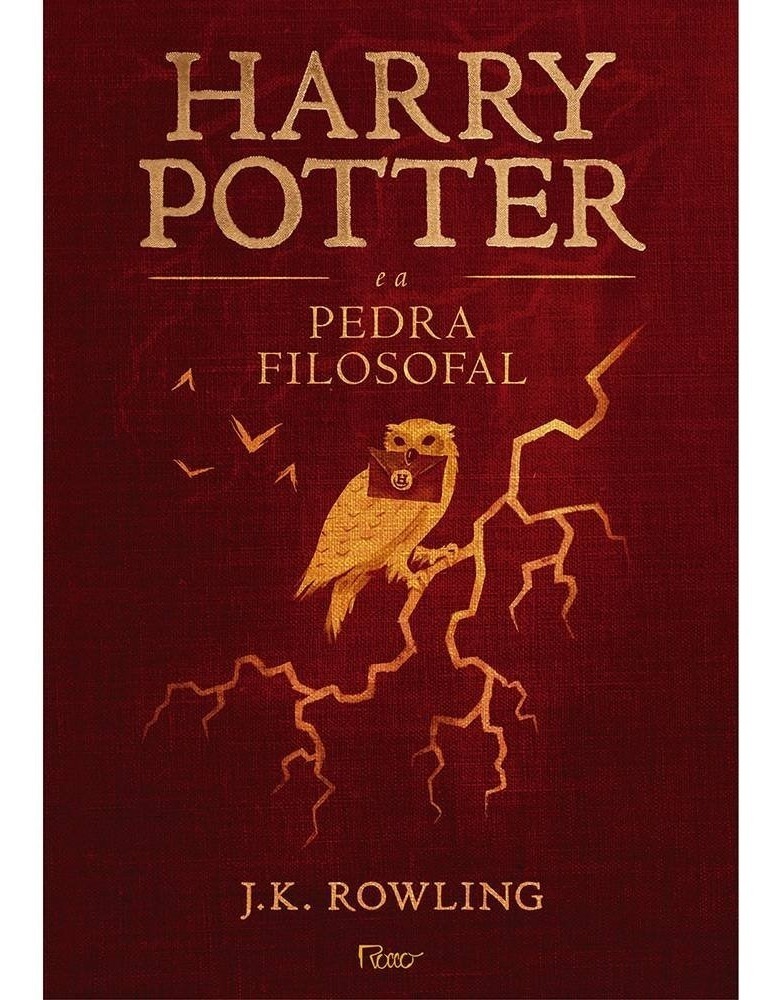 HARRY
POTTER
e a
PEDRA
FILOSOFAL
H
J.K. ROWLING
Rocco